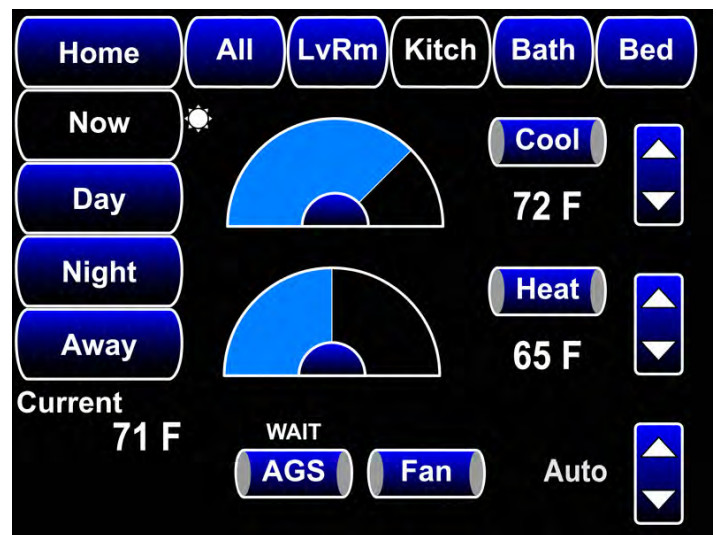 Home All LvRm Kitch Bath Bed
Now
Cool
Day
72 F
Night
Heat
Away
65 F
Current
71 F
WAIT
AGS Fan Auto